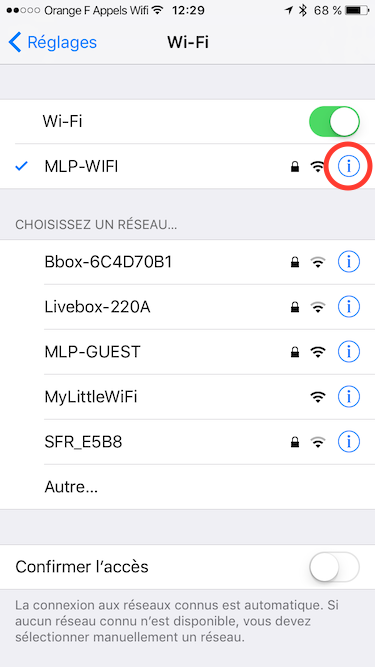 Orange F Appels Wifi 12:29 68 %
Réglages Wi-Fi
Wi-Fi
MLP-WIFI
CHOISISSEZ UN RÉSEAU...
Bbox-6C4D70B1
Livebox-220A
MLP-GUEST
MyLittleWiFi
SFR_E5B8
Autre...
Confirmer l’accès
La connexion aux réseaux connus est automatique. Si
aucun réseau connu n’est disponible, vous devez
sélectionner manuellement un réseau.